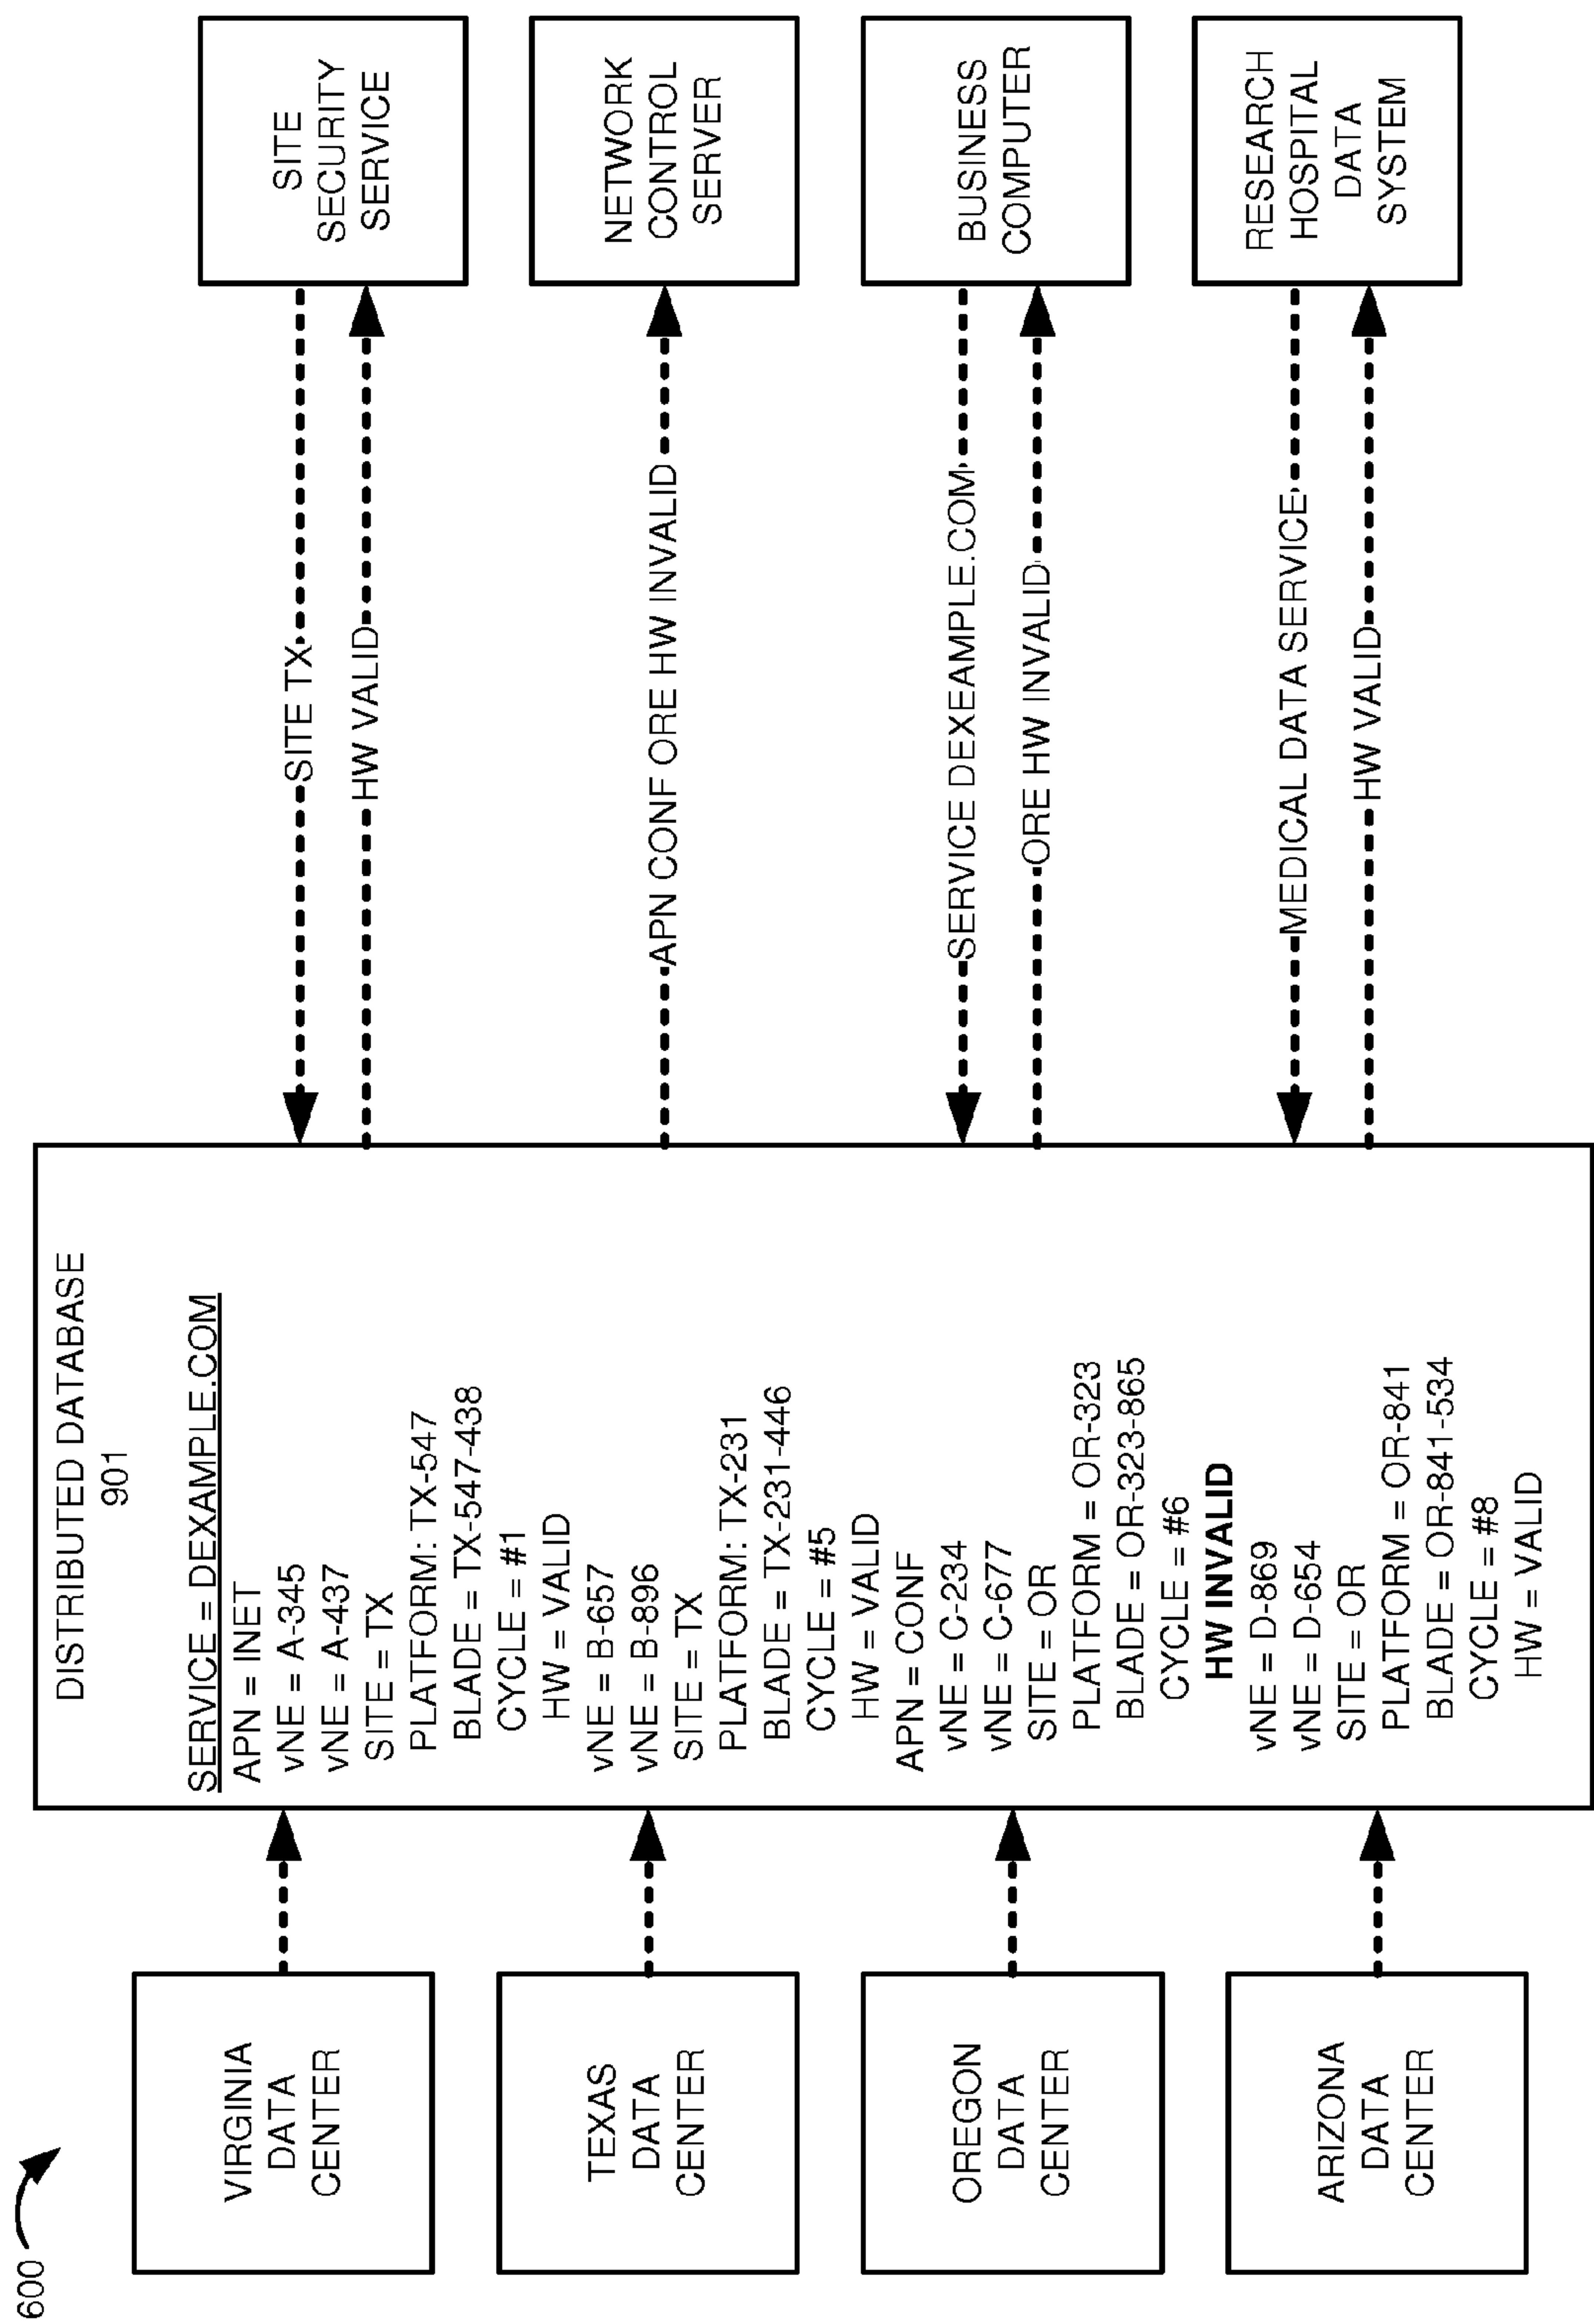 600
VIRGINIA
DATA
CENTER
TEXAS
DATA
CENTER
OREGON
DATA
CENTER
ARIZONA
DATA
CENTER
DISTRIBUTED DATABASE
901
SERVICE = DEXAMPLE.COM
APN = INET
vNE = A-345
vNE = A-437
SITE = TX
PLATFORM: TX-547
BLADE = TX-547-438
CYCLE = #1
HW = VALID
vNE = B-657
vNE = B-896
SITE = TX
PLATFORM: TX-231
BLADE = TX-231-446
CYCLE = #5
HW = VALID
APN = CONF
vNE = C-234
vNE = C-677
SITE = OR
PLATFORM = OR-323
BLADE = OR-323-865
CYCLE = #6
HW INVALID
vNE = D-869
vNE = D-654
SITE = OR
PLATFORM = OR-841
BLADE = OR-841-534
CYCLE = #8
HW = VALID
SITE TX
HW VALID
APN CONF ORE HW INVALID
SERVICE DEXEAMPLE.COM
ORE HW INVALID
MEDICAL DATA SERVICE
HW VALID
SITE
SECURITY
SERVICE
NETWORK
CONTROL
SERVER
BUSINESS
COMPUTER
RESEARCH
HOSPITAL
DATA
SYSTEM